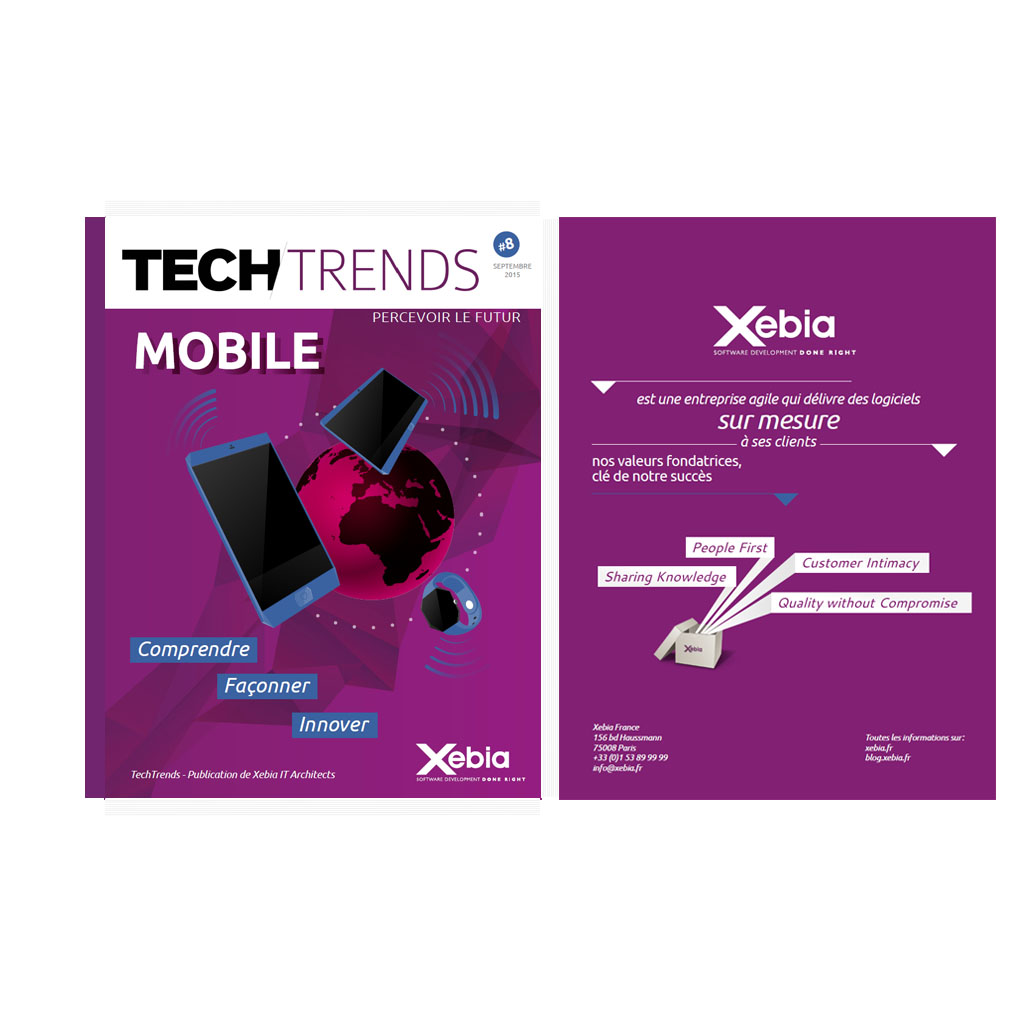 TECH/TRENDS
#8
SEPTEMBRE
2015
PERCEVOIR LE FUTUR
MOBILE
Comprendre
Façonner
Innover
TechTrends - Publication de Xebia IT Architects
Xebia
SOFTWARE DEVELOPMENT DONE RIGHT
Xebia
SOFTWARE DEVELOPMENT DONE RIGHT
est une entreprise agile qui délivre des logiciels
sur mesure
à ses clients
nos valeurs fondatrices,
clé de notre succès
People First
Customer Intimacy
Sharing Knowledge
Quality without Compromise
Xebia
Xebia France
156 bd Haussmann
75008 Paris
+33 (0)1 53 89 99 99
info@xebia.fr
Toutes les informations sur:
xebia.fr
blog.xebia.fr